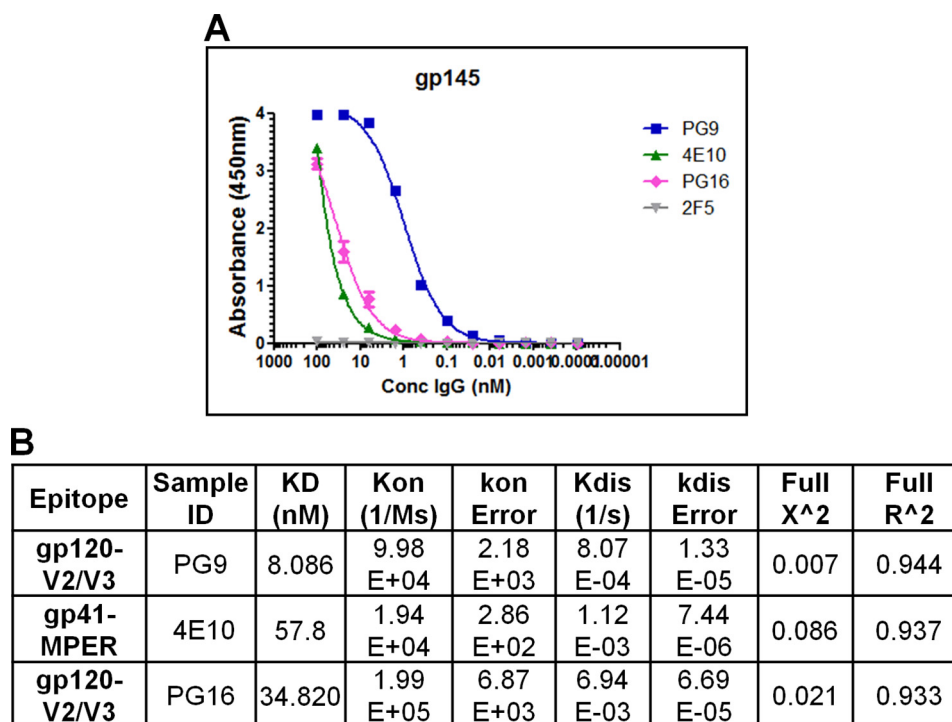 A
gp145
Absorbance (450nm)
4
3
2
1
0
1000 100 10 1 0.1 0.01 0.001 0.0001 0.00001
Conc IgG (nM)
PG9
4E10
PG16
2F5
B
Epitope Sample ID KD (nM) Kon (1/Ms) kon Error Kdis (1/s) kdis Error Full X^2 Full R^2
gp120-V2/V3 PG9 8.086 9.98 E+04 2.18 E+03 8.07 E-04 1.33 E-05 0.007 0.944
gp41-MPER 4E10 57.8 1.94 E+04 2.86 E+02 1.12 E-03 7.44 E-06 0.086 0.937
gp120-V2/V3 PG16 34.820 1.99 E+05 6.87 E+03 6.94 E-03 6.69 E-05 0.021 0.933